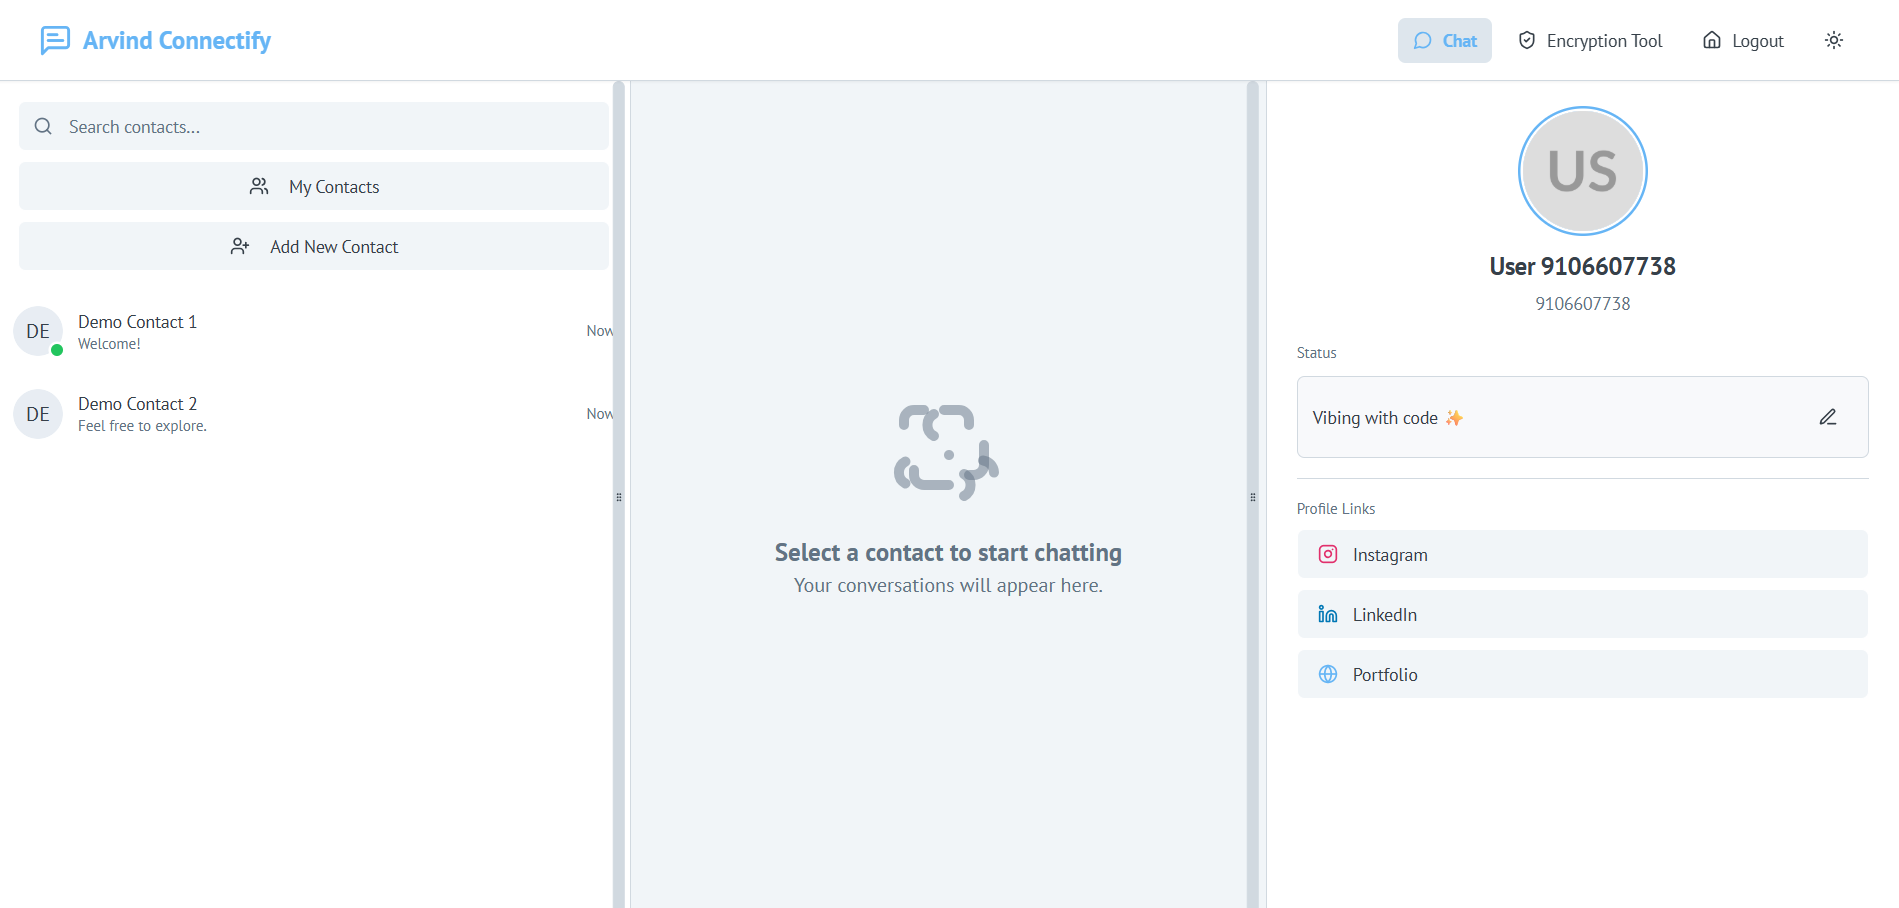 Arvind Connectify
Chat
Encryption Tool
Logout
Search contacts...
My Contacts
Add New Contact
DE
Demo Contact 1
Welcome!
Now
DE
Demo Contact 2
Feel free to explore.
Now
Select a contact to start chatting
Your conversations will appear here.
US
User 9106607738
9106607738
Status
Vibing with code ✨
Profile Links
Instagram
LinkedIn
Portfolio